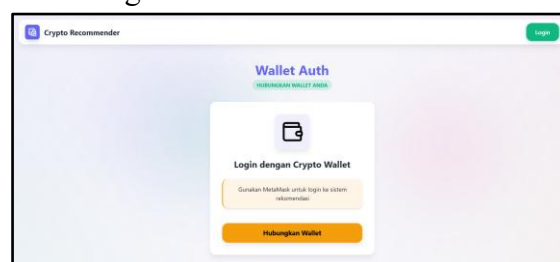 Crypto Recommender
Login
Wallet Auth
HUBUNGKAN WALLET ANDA
Login dengan Crypto Wallet
Gunakan MetaMask untuk login ke sistem
rekomendasi
Hubungkan Wallet